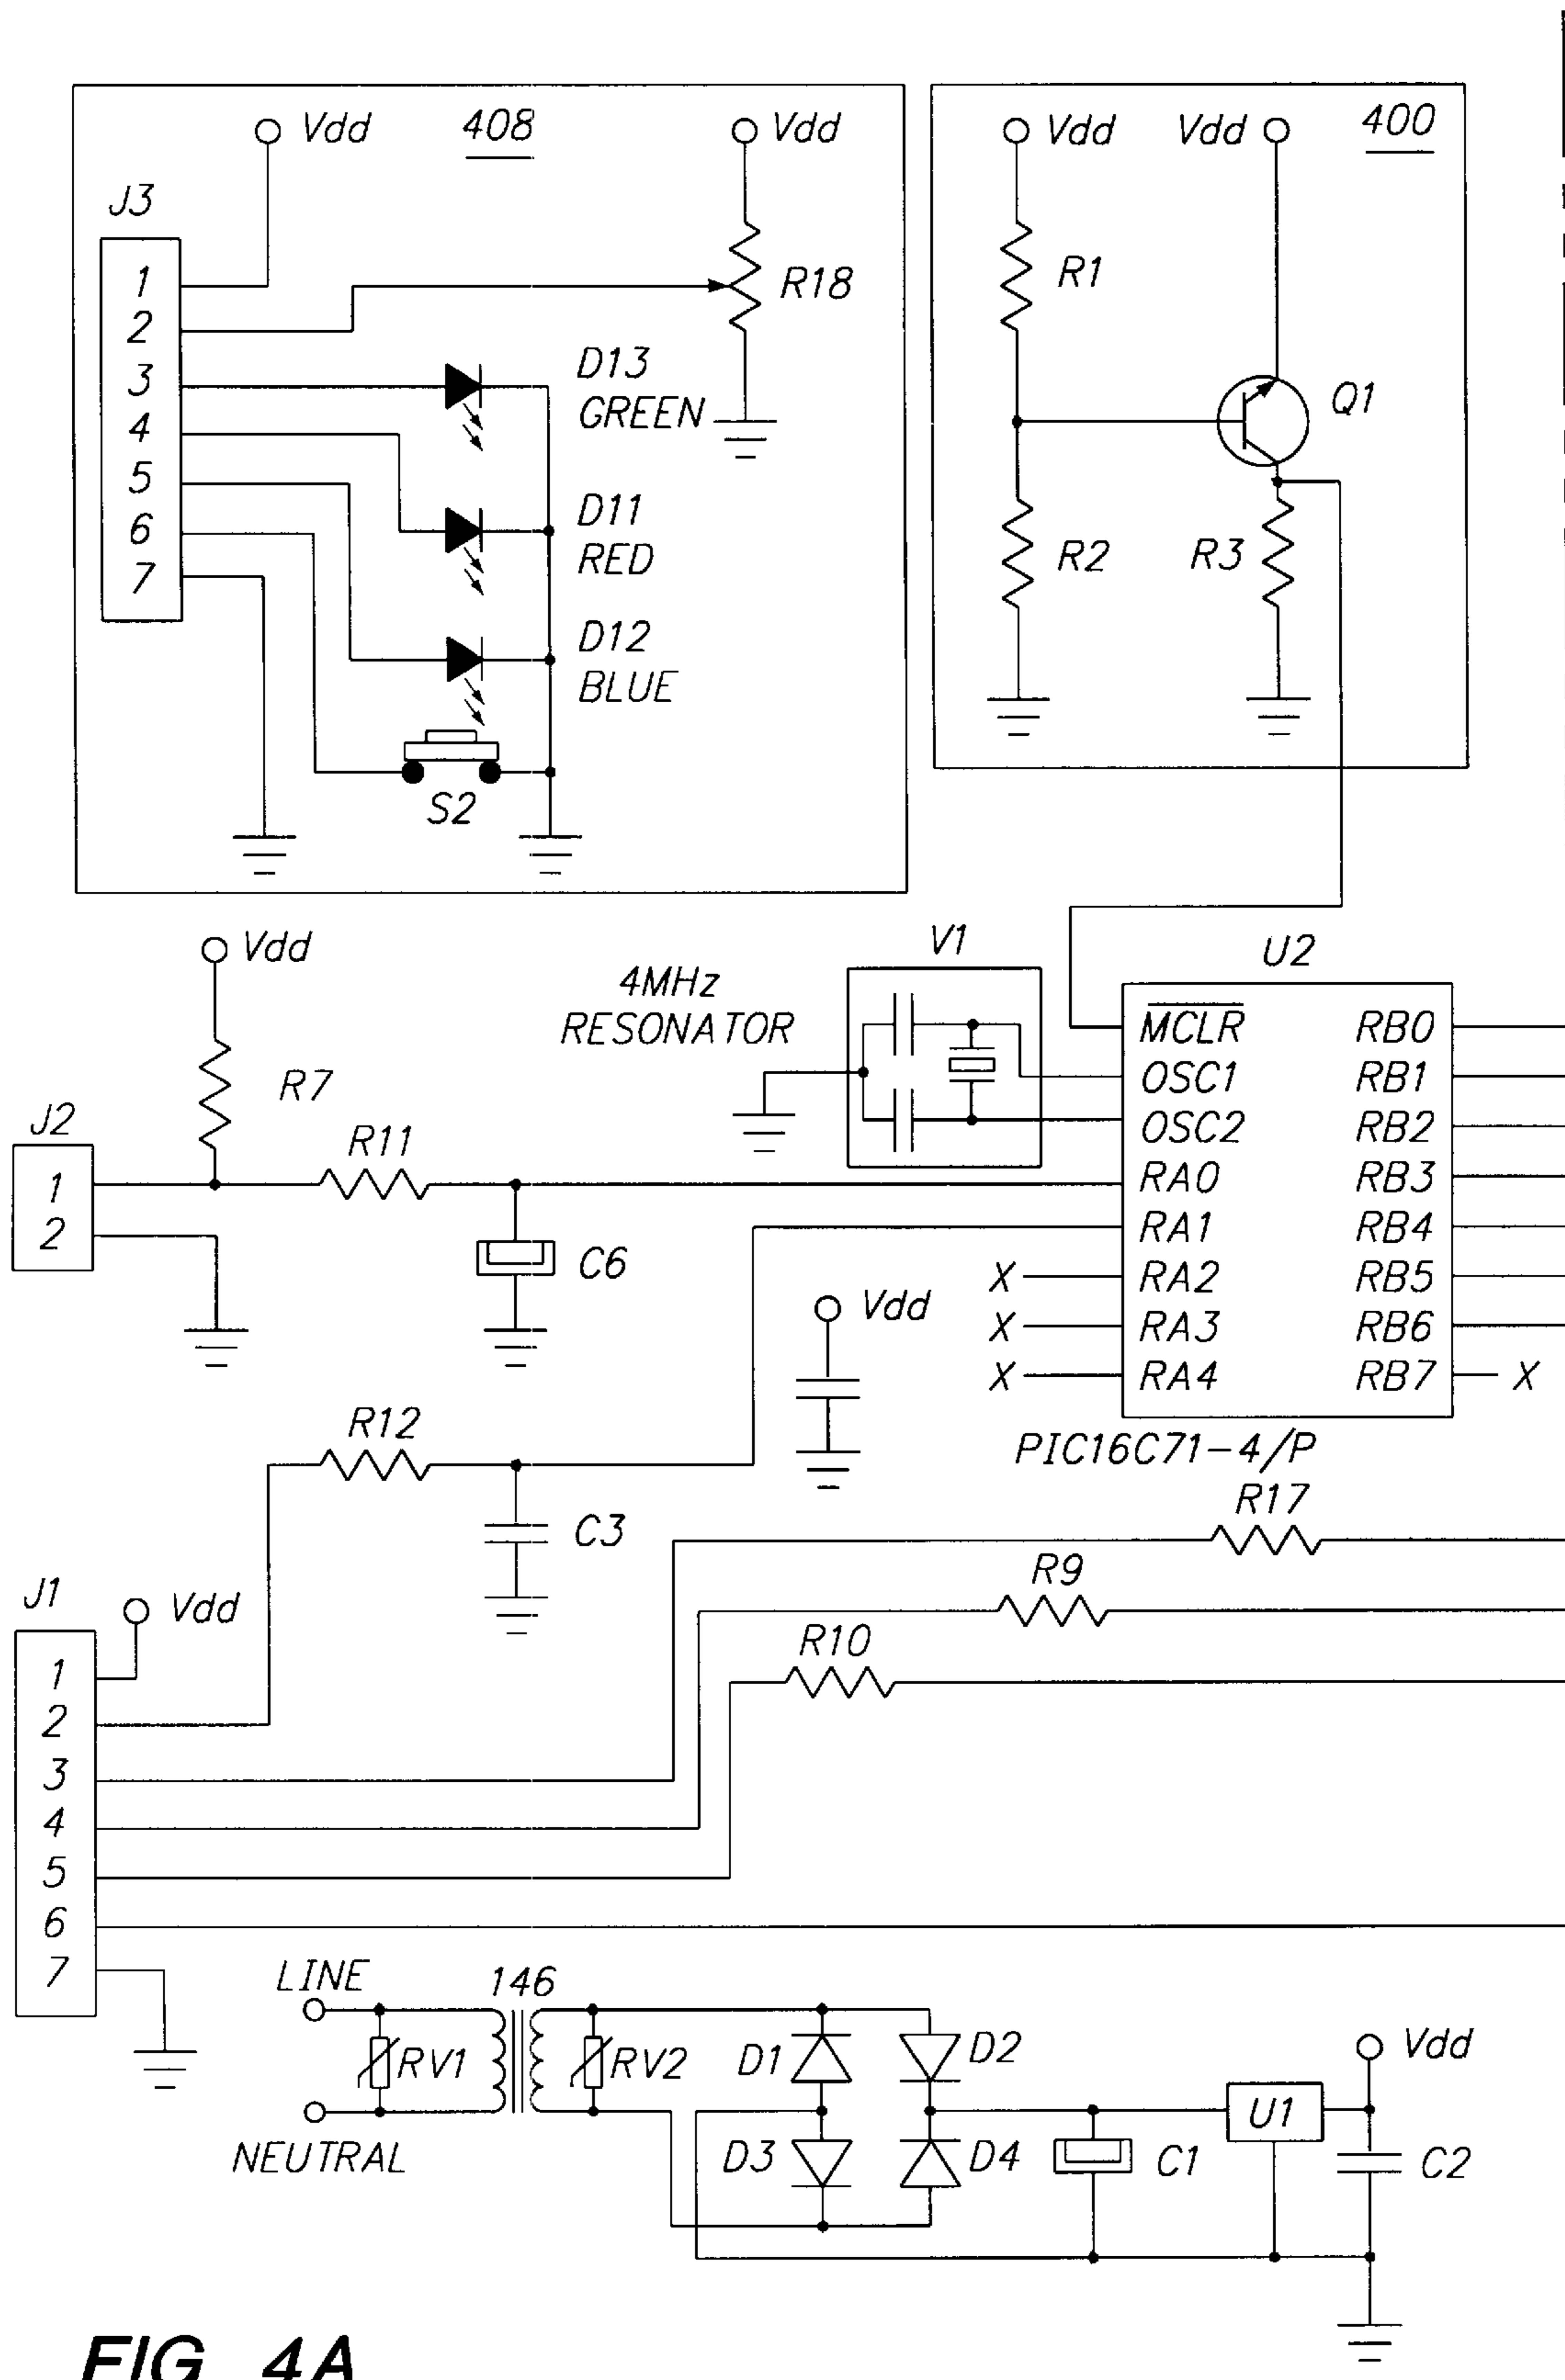 Vdd
408
Vdd
J3
1
2
3
4
5
6
7
R18
D13
GREEN
D11
RED
D12
BLUE
S2
Vdd
Vdd
400
R1
Q1
R2
R3
Vdd
R7
J2
1
2
R11
C6
4MHz
RESONATOR
V1
U2
MCLR
OSC1
OSC2
RA0
RA1
RA2
RA3
RA4
RB0
RB1
RB2
RB3
RB4
RB5
RB6
RB7
X
X
X
X
PIC16C71-4/P
Vdd
R12
C3
R17
R9
R10
J1
Vdd
1
2
3
4
5
6
7
LINE
NEUTRAL
146
RV1
RV2
D1
D2
D3
D4
C1
U1
Vdd
C2
FIG. 4A